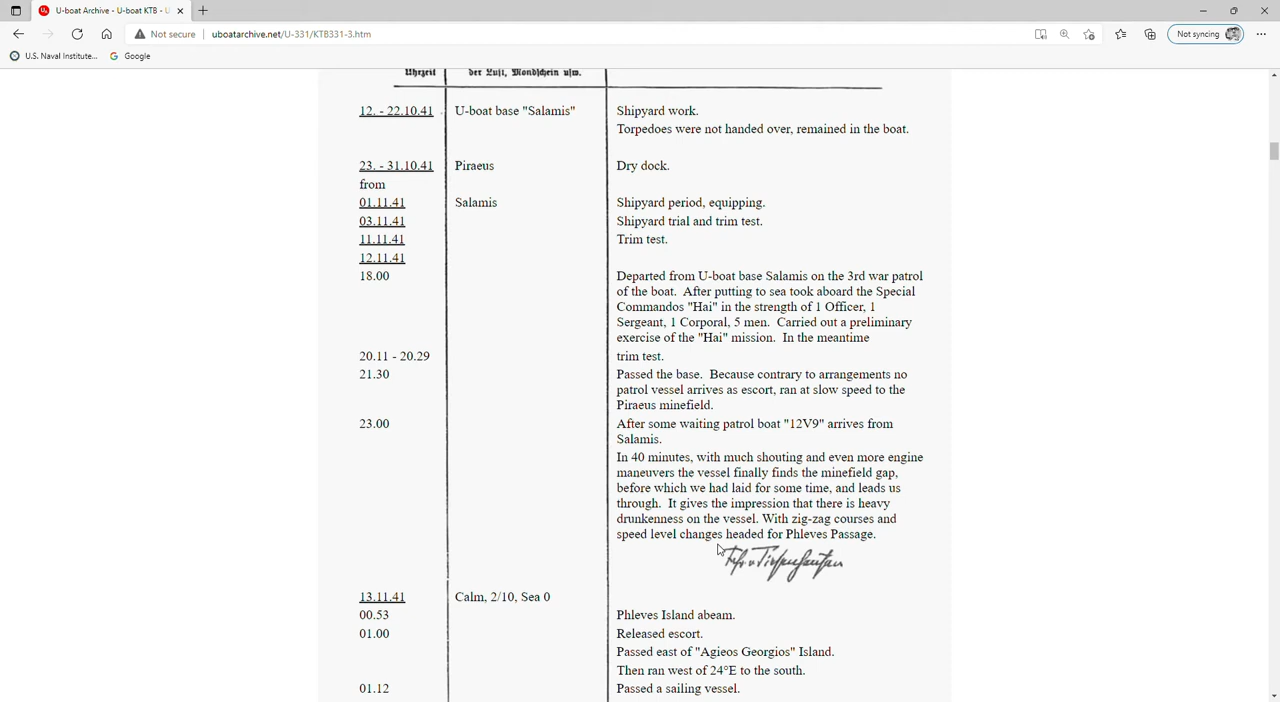 U-boat Archive - U-boat KTB - U-
Not secure
uboatarchive.net/U-331/KTB331-3.htm
Not syncing
U.S. Naval Institute...
Google
Uhrzeit
der Luft, Mondschein usw.
12. - 22.10.41 U-boat base "Salamis" Shipyard work.
Torpedoes were not handed over, remained in the boat.
23. - 31.10.41 Piraeus Dry dock.
from
01.11.41 Salamis Shipyard period, equipping.
03.11.41 Shipyard trial and trim test.
11.11.41 Trim test.
12.11.41
18.00 Departed from U-boat base Salamis on the 3rd war patrol
of the boat. After putting to sea took aboard the Special
Commandos "Hai" in the strength of 1 Officer, 1
Sergeant, 1 Corporal, 5 men. Carried out a preliminary
exercise of the "Hai" mission. In the meantime
20.11 - 20.29 trim test.
21.30 Passed the base. Because contrary to arrangements no
patrol vessel arrives as escort, ran at slow speed to the
Piraeus minefield.
23.00 After some waiting patrol boat "12V9" arrives from
Salamis.
In 40 minutes, with much shouting and even more engine
maneuvers the vessel finally finds the minefield gap,
before which we had laid for some time, and leads us
through. It gives the impression that there is heavy
drunkenness on the vessel. With zig-zag courses and
speed level changes headed for Phleves Passage.
13.11.41 Calm, 2/10, Sea 0
00.53 Phleves Island abeam.
01.00 Released escort.
Passed east of "Agieos Georgios" Island.
Then ran west of 24°E to the south.
01.12 Passed a sailing vessel.